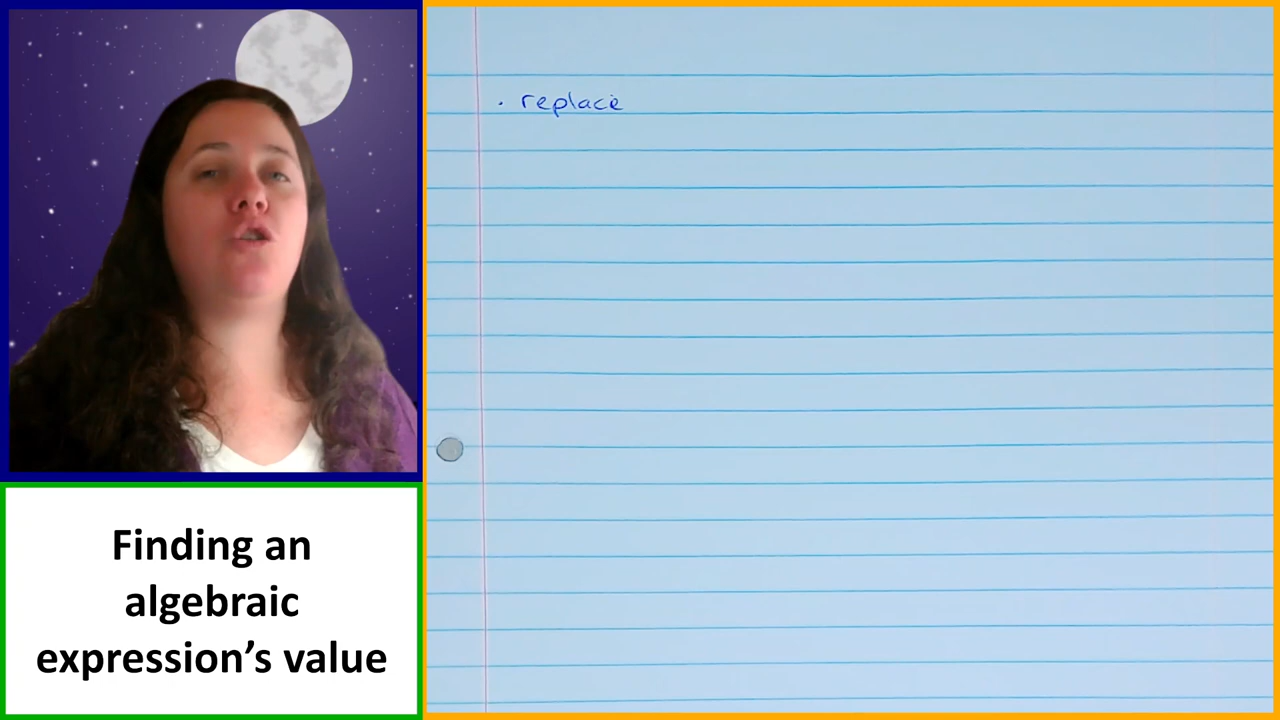 · replace
Finding an
algebraic
expression’s value